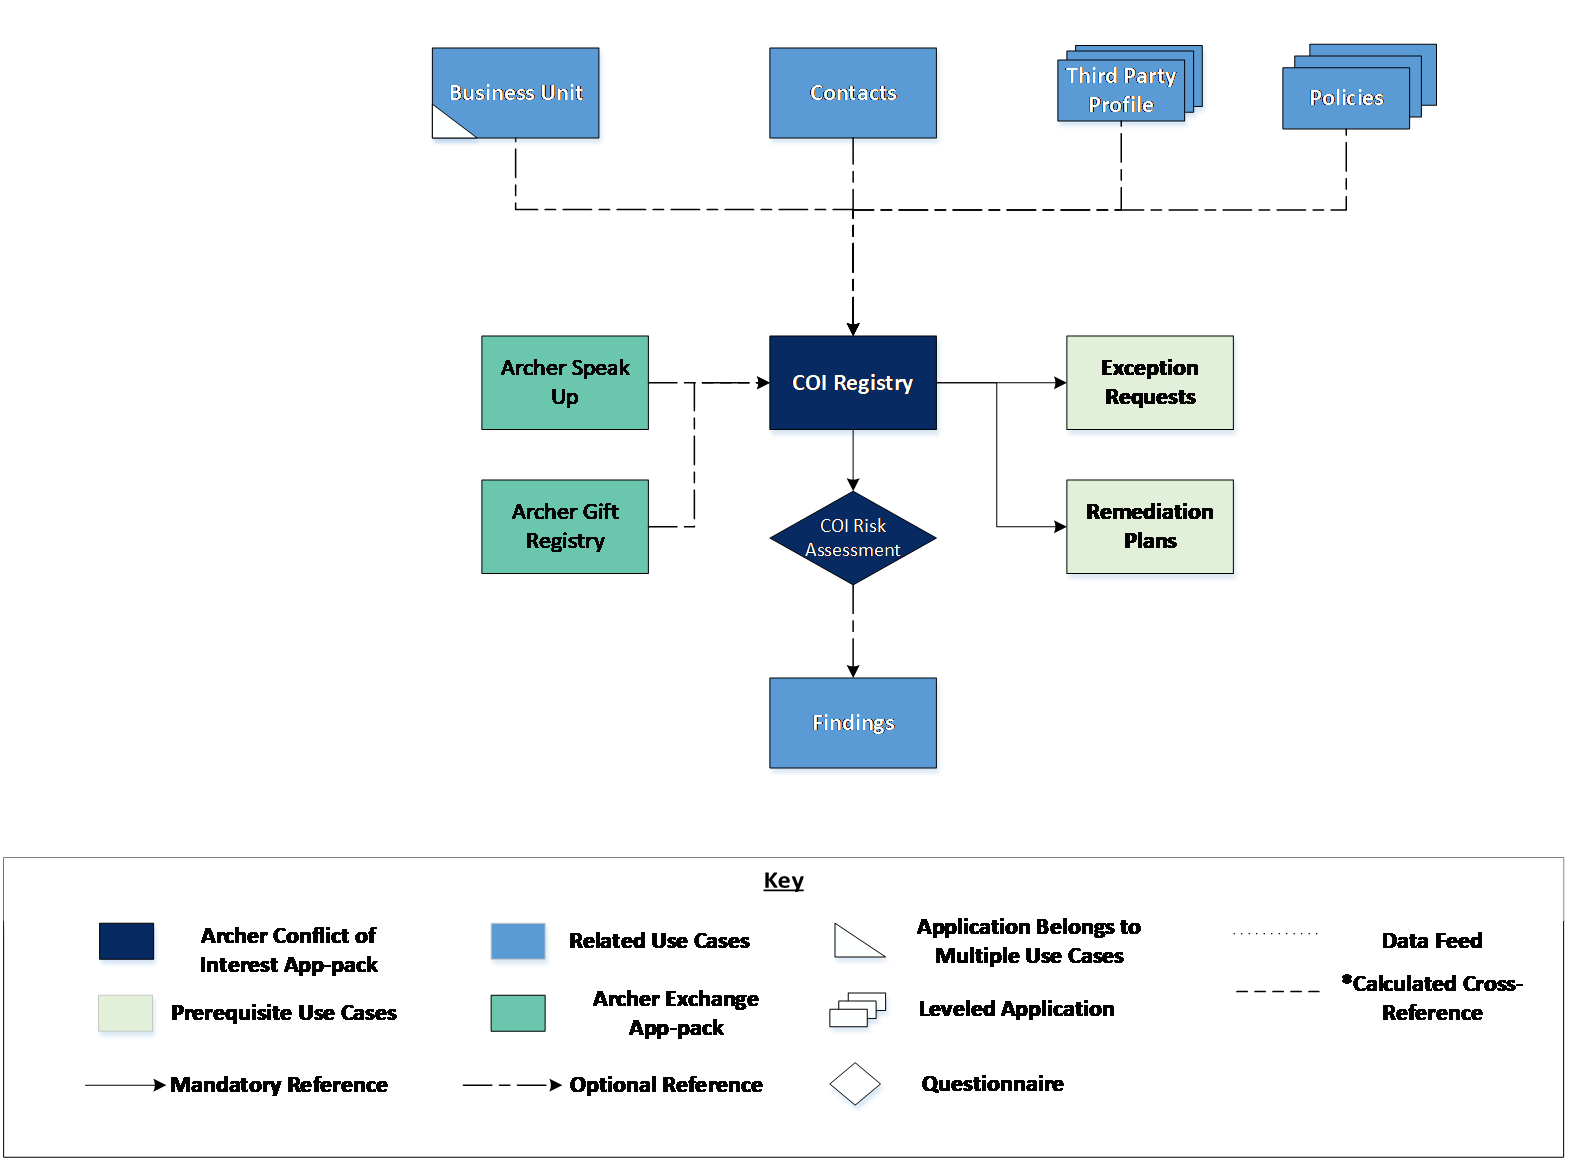 Business Unit
Contacts
Third Party
Profile
Policies
Archer Speak
Up
COI Registry
Exception
Requests
Archer Gift
Registry
COI Risk
Assessment
Remediation
Plans
Findings
Key
Archer Conflict of
Interest App-pack
Related Use Cases
Application Belongs to
Multiple Use Cases
Data Feed
Prerequisite Use Cases
Archer Exchange
App-pack
Leveled Application
*Calculated Cross-
Reference
Mandatory Reference
Optional Reference
Questionnaire